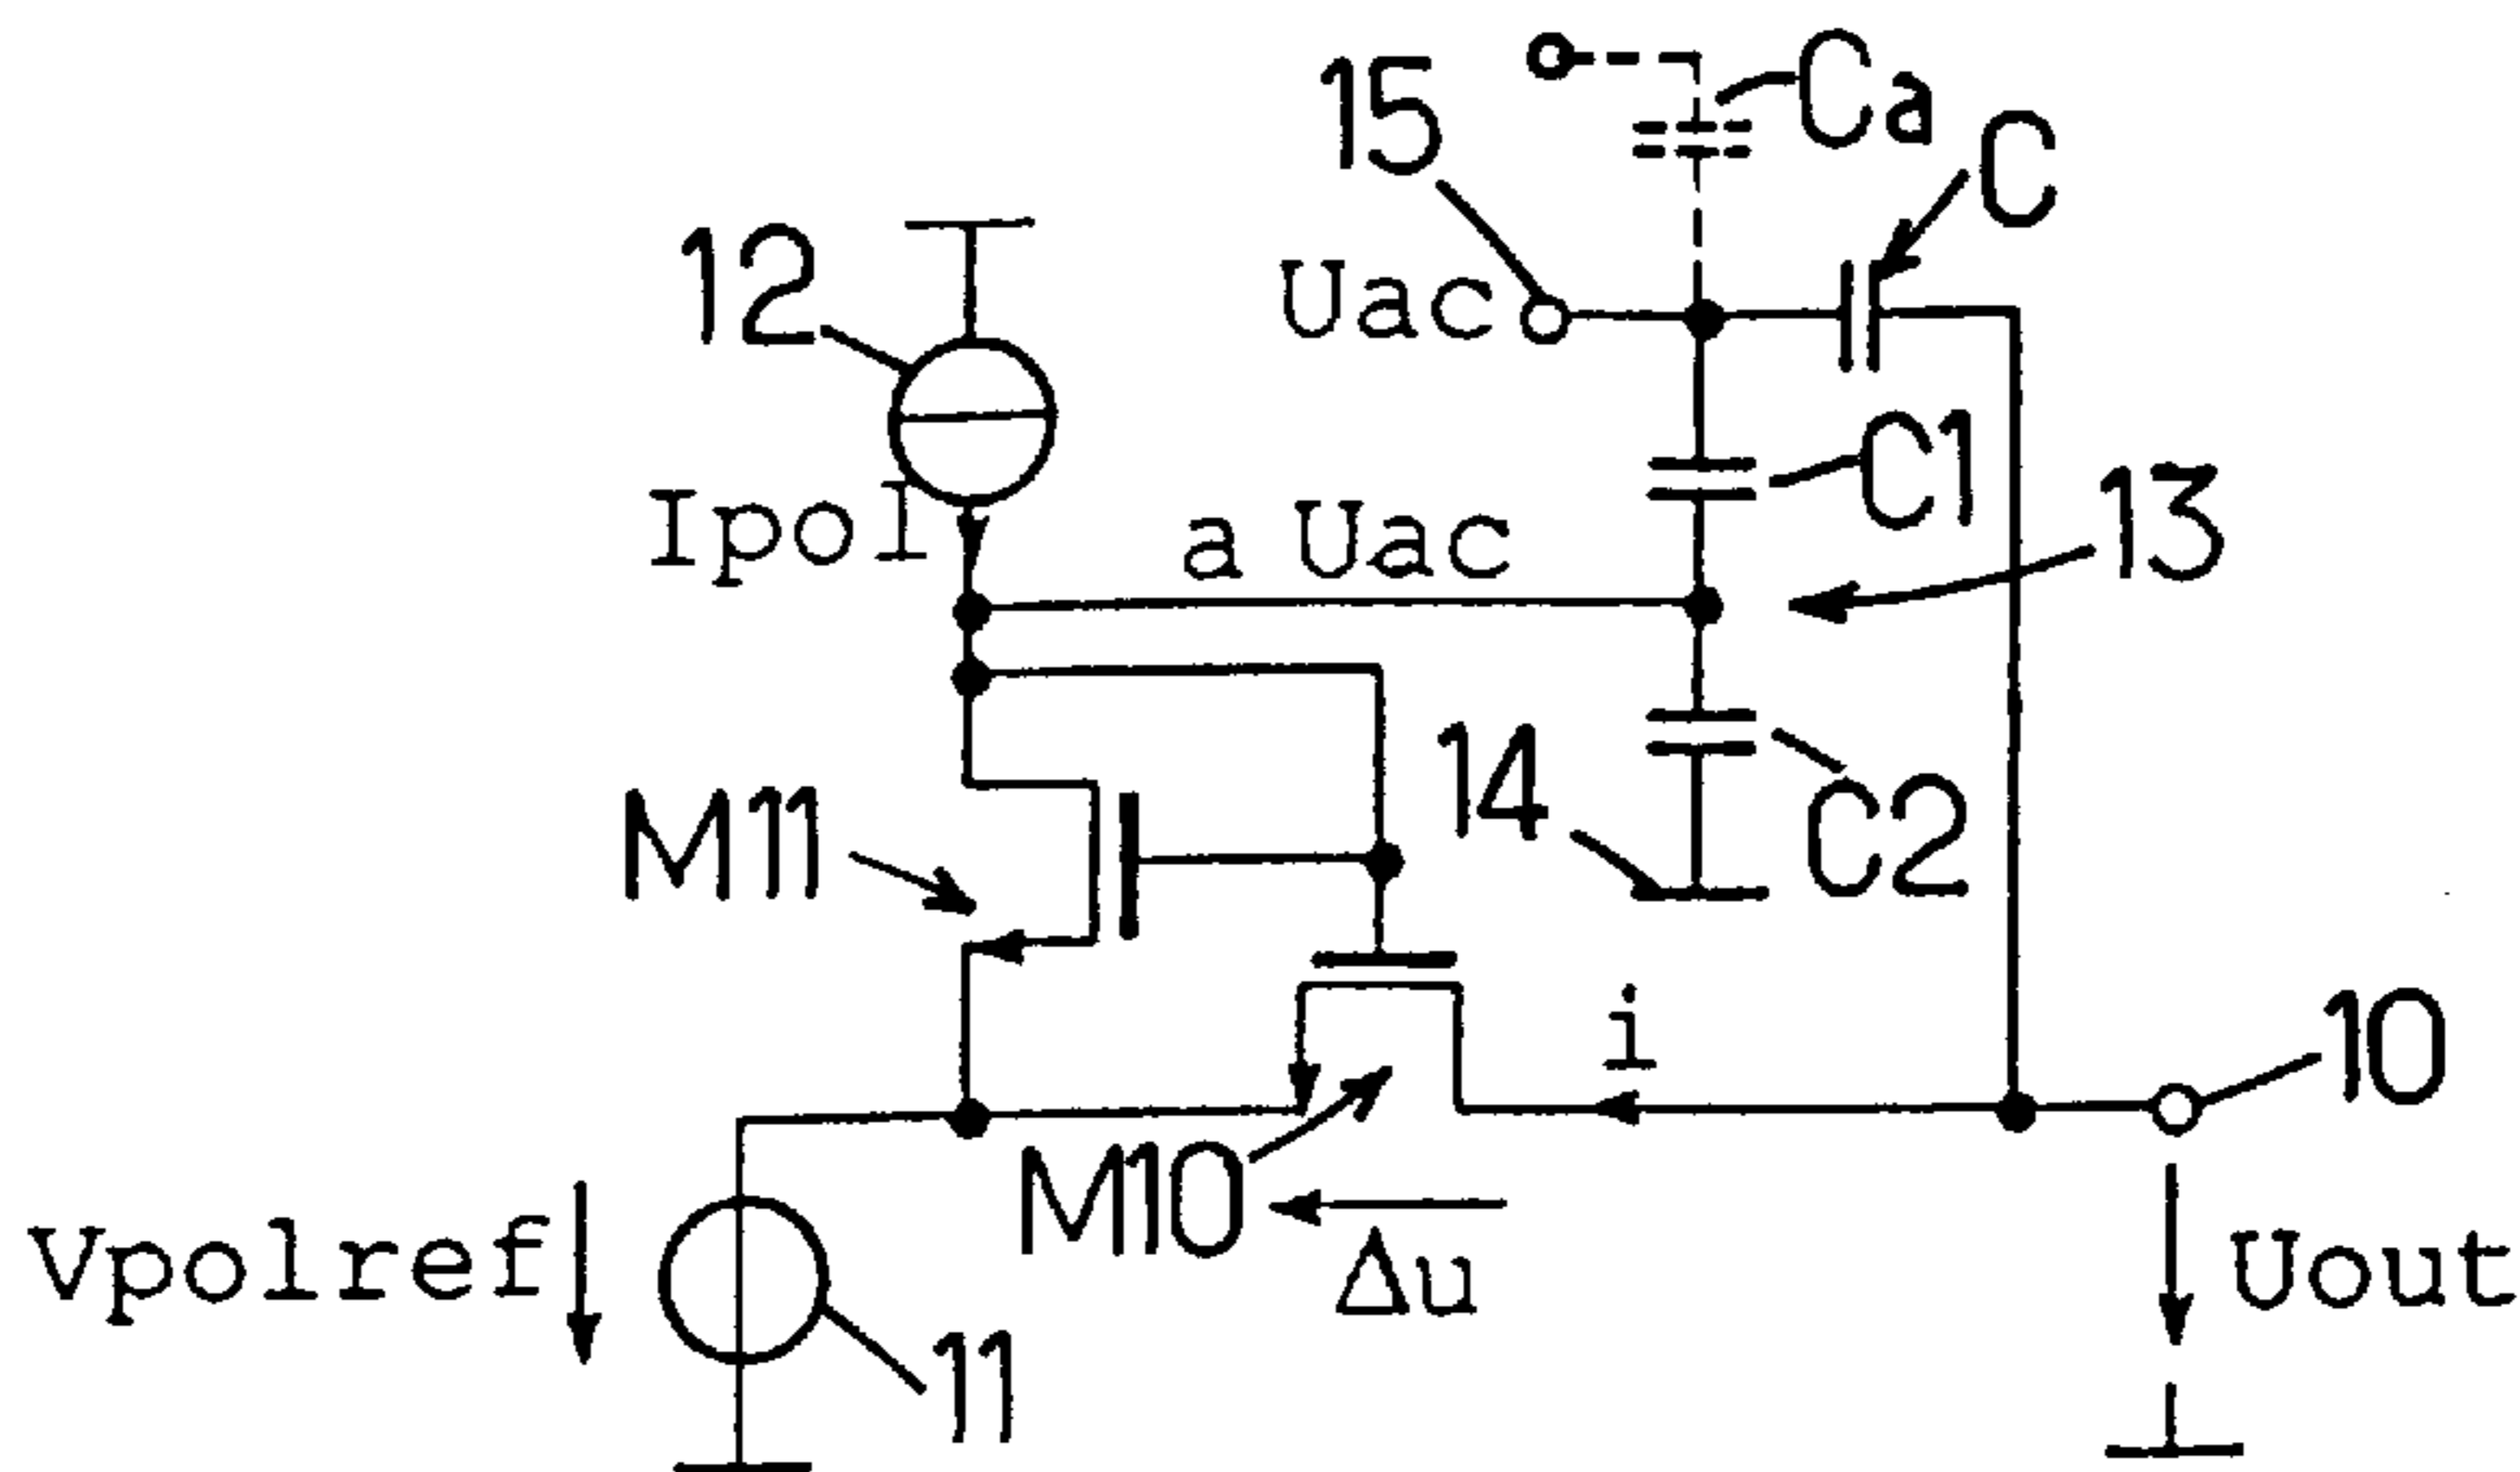 15
Ca
C
12
Uac
C1
13
Ipol
a Uac
14
C2
M11
i
10
M10
Vpolref
Δu
Uout
11